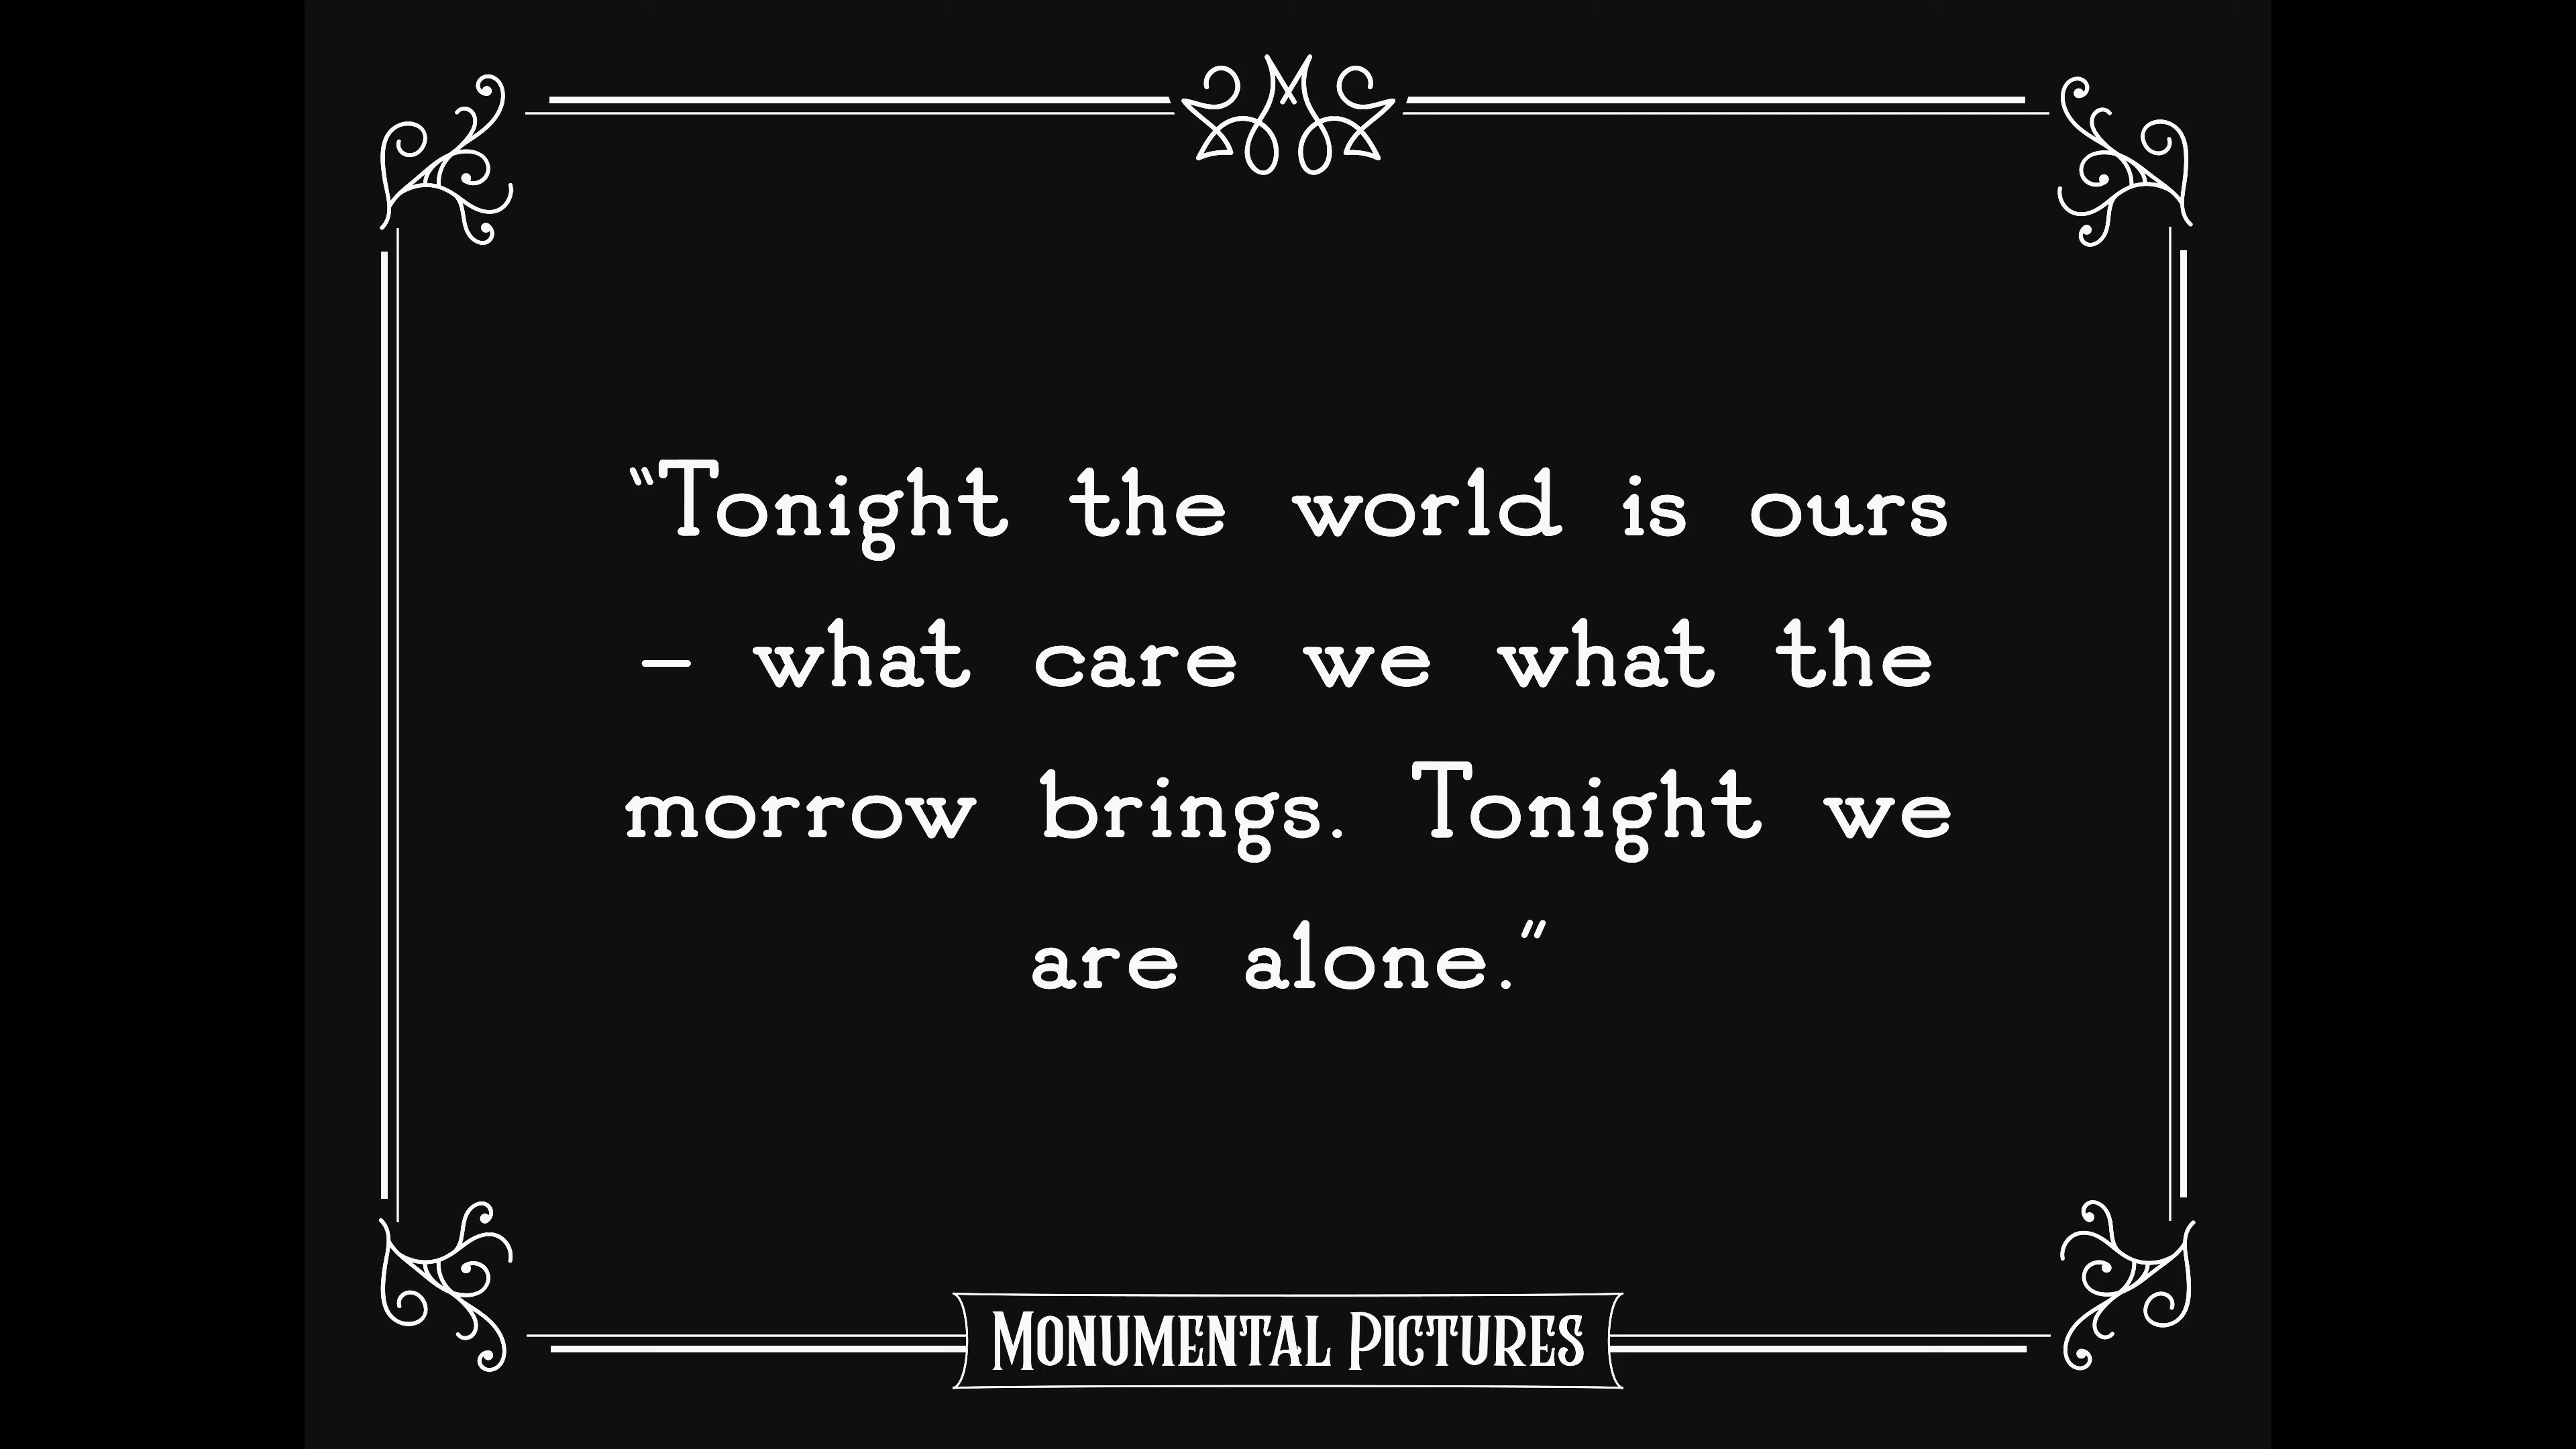 “Tonight the world is ours
– what care we what the
morrow brings. Tonight we
are alone.”
MONUMENTAL PICTURES